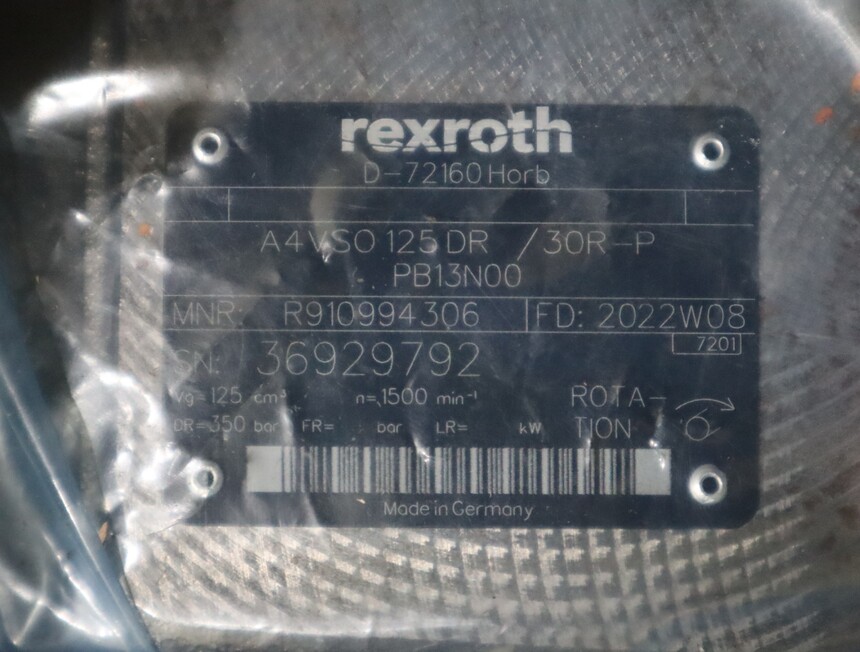 rexroth
D-72160 Horb
A4VSO 125 DR /30R-P
PB13N00
MNR: R910994306 FD: 2022W08
7201
SN: 36929792
Vg= 125 cm³ n= 1500 min⁻¹ ROTA-
DR= 350 bar FR= bar LR= kW TION
Made in Germany